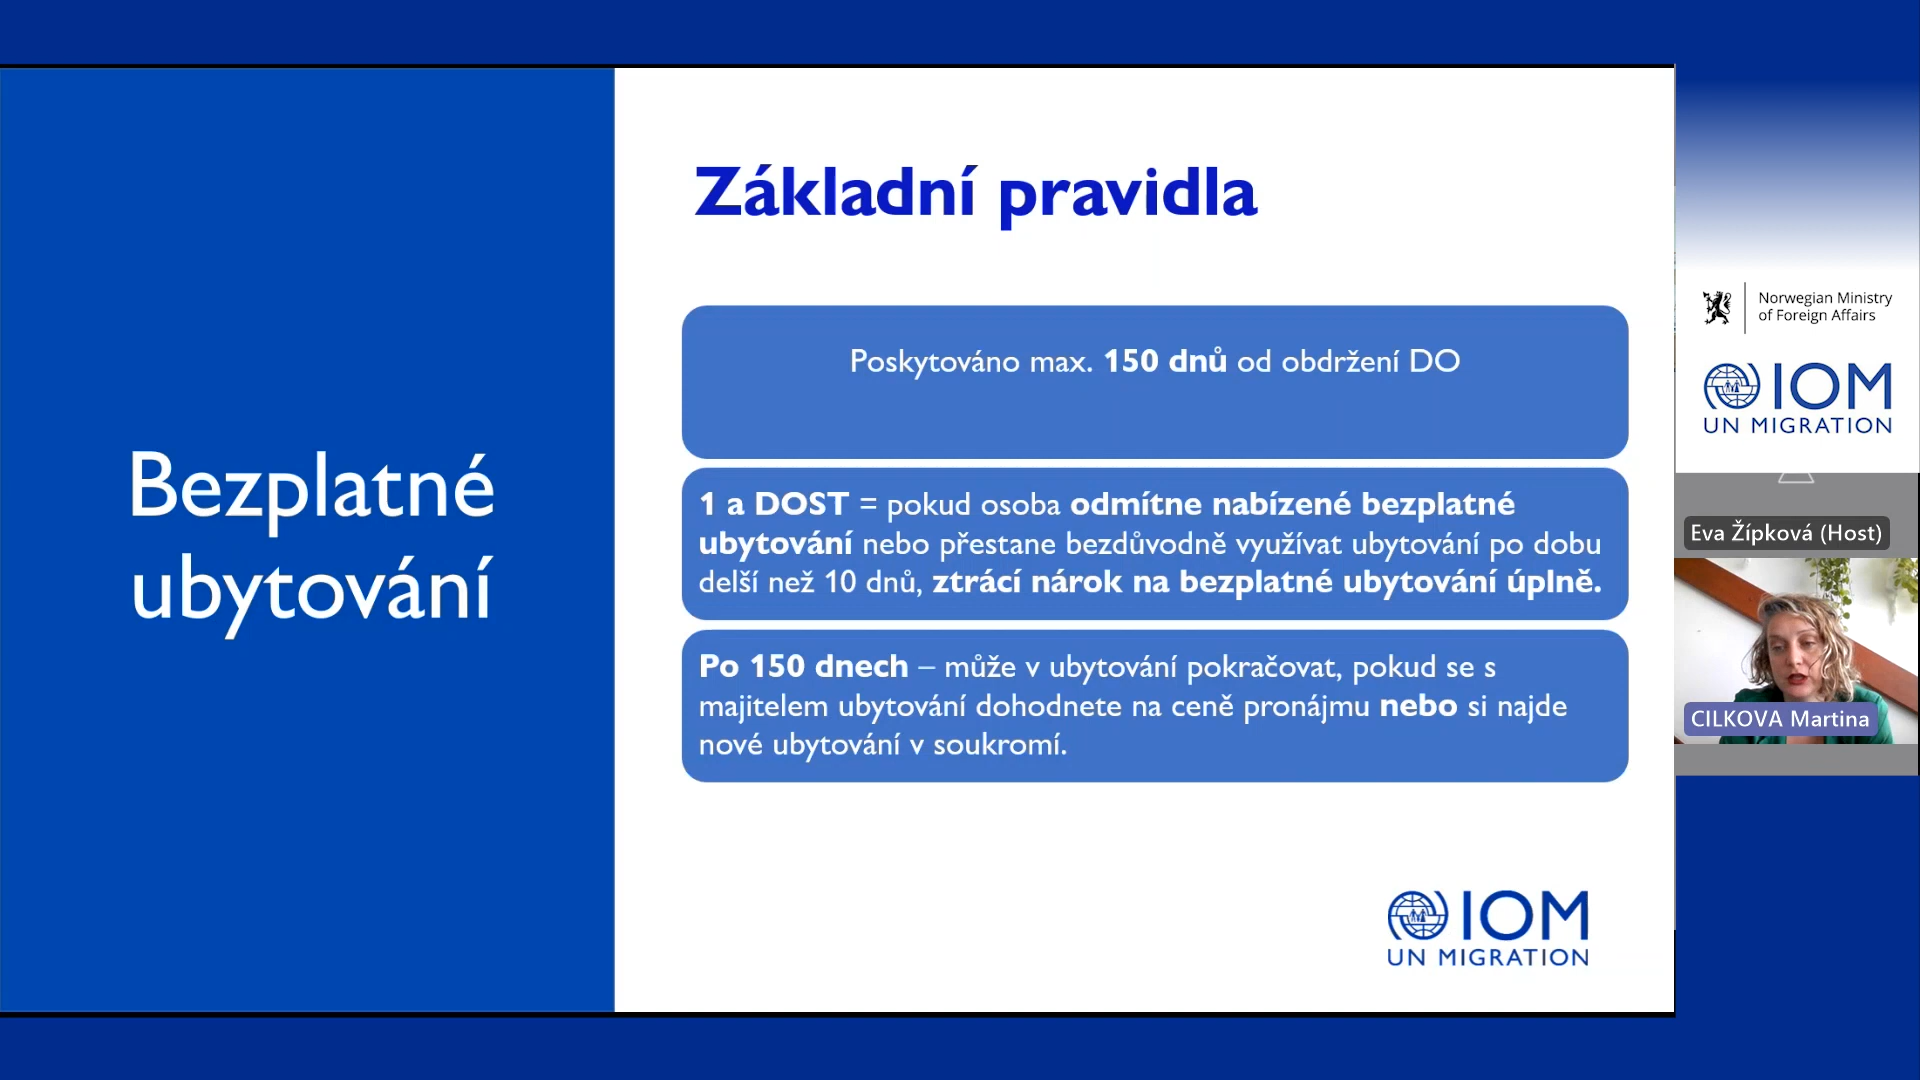 Bezplatné
ubytování
Základní pravidla
Poskytováno max. 150 dnů od obdržení DO
1 a DOST = pokud osoba odmítne nabízené bezplatné
ubytování nebo přestane bezdůvodně využívat ubytování po dobu
delší než 10 dnů, ztrácí nárok na bezplatné ubytování úplně.
Po 150 dnech – může v ubytování pokračovat, pokud se s
majitelem ubytování dohodnete na ceně pronájmu nebo si najde
nové ubytování v soukromí.
IOM
UN MIGRATION
Norwegian Ministry
of Foreign Affairs
IOM
UN MIGRATION
Eva Žípková (Host)
CILKOVA Martina